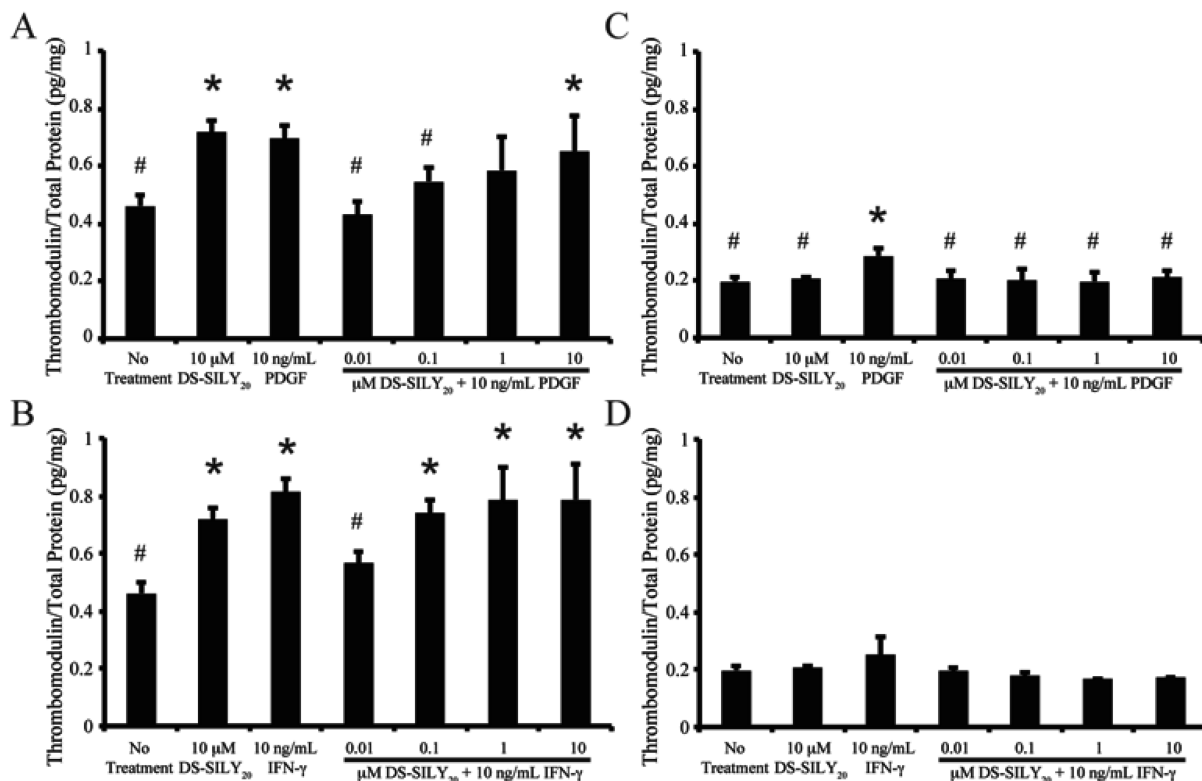 A
Thrombomodulin/Total Protein (pg/mg)
1
0.8
0.6
0.4
0.2
0
# * * # # *
No Treatment
10 μM DS-SILY20
10 ng/mL PDGF
0.01 0.1 1 10
μM DS-SILY20 + 10 ng/mL PDGF
B
Thrombomodulin/Total Protein (pg/mg)
1
0.8
0.6
0.4
0.2
0
# * * # * * *
No Treatment
10 μM DS-SILY20
10 ng/mL IFN-γ
0.01 0.1 1 10
μM DS-SILY20 + 10 ng/mL IFN-γ
C
Thrombomodulin/Total Protein (pg/mg)
1
0.8
0.6
0.4
0.2
0
# # * # # # #
No Treatment
10 μM DS-SILY20
10 ng/mL PDGF
0.01 0.1 1 10
μM DS-SILY20 + 10 ng/mL PDGF
D
Thrombomodulin/Total Protein (pg/mg)
1
0.8
0.6
0.4
0.2
0
No Treatment
10 μM DS-SILY20
10 ng/mL IFN-γ
0.01 0.1 1 10
μM DS-SILY20 + 10 ng/mL IFN-γ